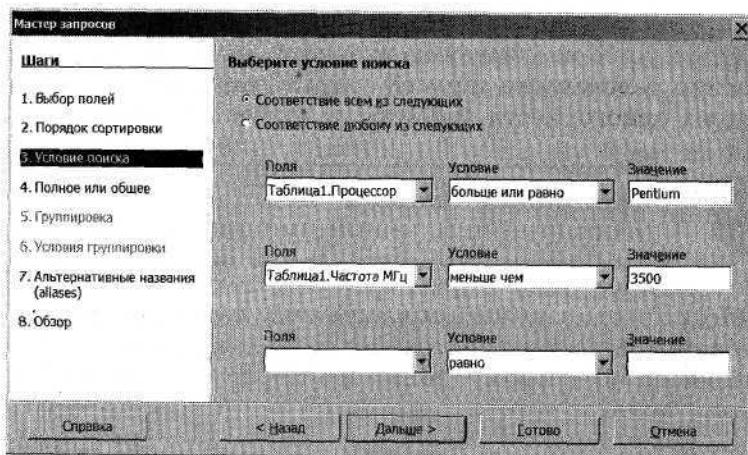 Мастер запросов
Шаги
1. Выбор полей
2. Порядок сортировки
3. Условие поиска
4. Полное или общее
5. Группировка
6. Условия группировки
7. Альтернативные названия
(aliases)
8. Обзор
Выберите условие поиска
Соответствие всем из следующих
Соответствие любому из следующих
Поля Условие Значение
Таблица1.Процессор больше или равно Pentium
Поля Условие Значение
Таблица1.Частота МГц меньше чем 3500
Поля Условие Значение
равно
Справка < Назад Дальше > Готово Отмена